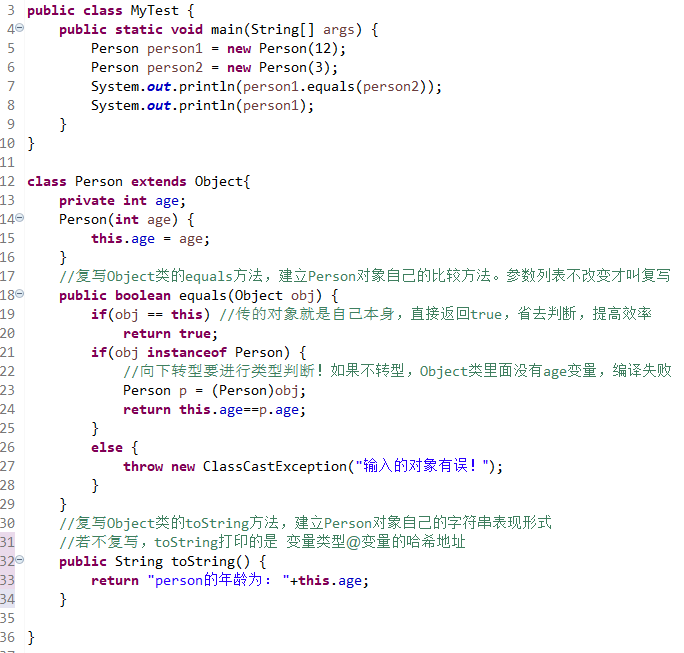 3 public class MyTest {
4 public static void main(String[] args) {
5 Person person1 = new Person(12);
6 Person person2 = new Person(3);
7 System.out.println(person1.equals(person2));
8 System.out.println(person1);
9 }
10 }
11
12 class Person extends Object{
13 private int age;
14 Person(int age) {
15 this.age = age;
16 }
17 //复写Object类的equals方法，建立Person对象自己的比较方法。参数列表不改变才叫复写
18 public boolean equals(Object obj) {
19 if(obj == this) //传的对象就是自己本身，直接返回true，省去判断，提高效率
20 return true;
21 if(obj instanceof Person) {
22 //向下转型要进行类型判断！如果不转型，Object类里面没有age变量，编译失败
23 Person p = (Person)obj;
24 return this.age==p.age;
25 }
26 else {
27 throw new ClassCastException("输入的对象有误！");
28 }
29 }
30 //复写Object类的toString方法，建立Person对象自己的字符串表现形式
31 //若不复写，toString打印的是 变量类型@变量的哈希地址
32 public String toString() {
33 return "person的年龄为："+this.age;
34 }
35
36 }